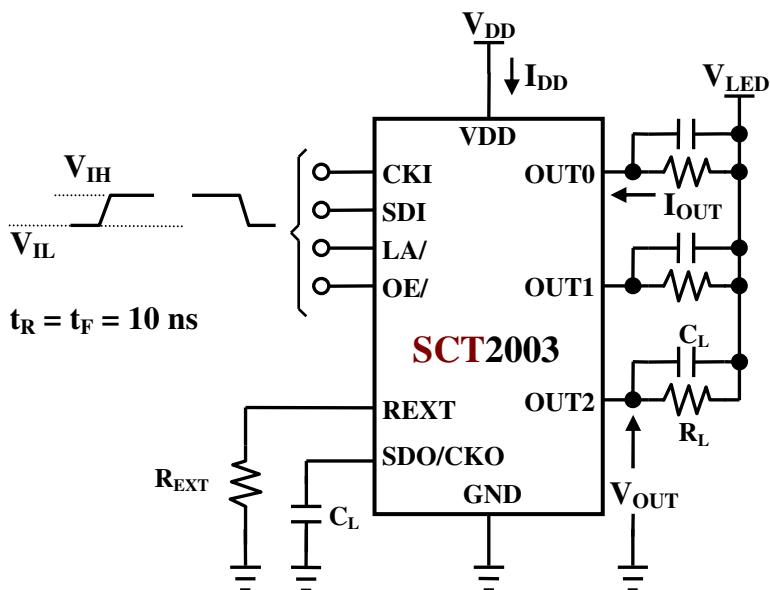 VDD
IDD
VLED
VDD
VIH
VIL
CKI
SDI
LA/
OE/
OUT0
IOUT
OUT1
tR = tF = 10 ns
SCT2003
CL
OUT2
RL
REXT
SDO/CKO
REXT
CL
GND
VOUT